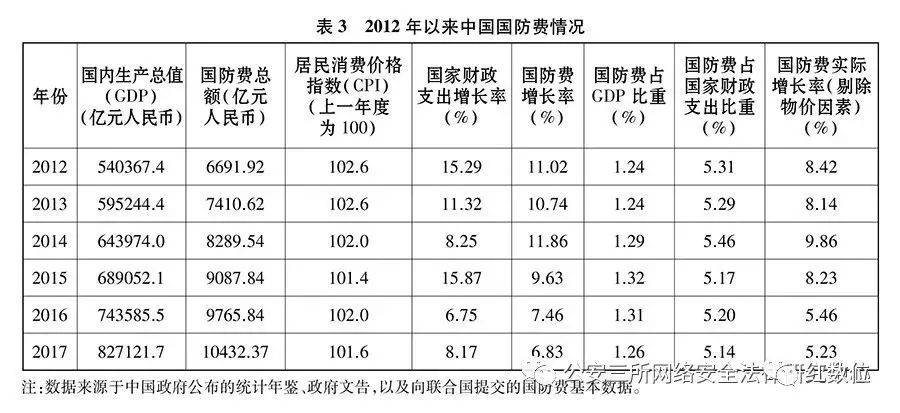 表 3 2012 年以来中国国防费情况
年份 国内生产总值(GDP)(亿元人民币) 国防费总额(亿元人民币) 居民消费价格指数(CPI)(上一年度为 100) 国家财政支出增长率(%) 国防费增长率(%) 国防费占 GDP 比重(%) 国防费占国家财政支出比重(%) 国防费实际增长率(剔除物价因素)(%)
2012 540367.4 6691.92 102.6 15.29 11.02 1.24 5.31 8.42
2013 595244.4 7410.62 102.6 11.32 10.74 1.24 5.29 8.14
2014 643974.0 8289.54 102.0 8.25 11.86 1.29 5.46 9.86
2015 689052.1 9087.84 101.4 15.87 9.63 1.32 5.17 8.23
2016 743585.5 9765.84 102.0 6.75 7.46 1.31 5.20 5.46
2017 827121.7 10432.37 101.6 8.17 6.83 1.26 5.14 5.23
注:数据来源于中国政府公布的统计年鉴、政府文告,以及向联合国提交的国防费基本数据。
公安三所网络安全法律研
红数位